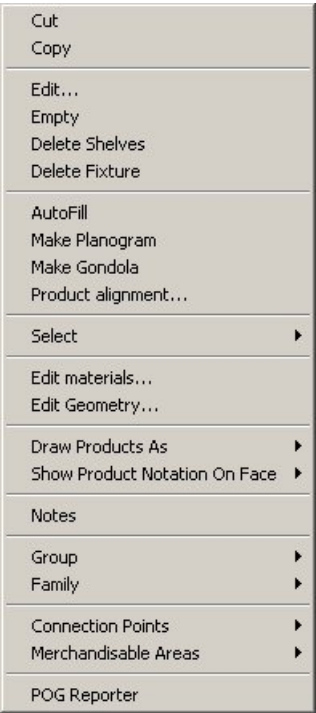 Cut
Copy
Edit...
Empty
Delete Shelves
Delete Fixture
AutoFill
Make Planogram
Make Gondola
Product alignment...
Select
Edit materials...
Edit Geometry...
Draw Products As
Show Product Notation On Face
Notes
Group
Family
Connection Points
Merchandisable Areas
POG Reporter